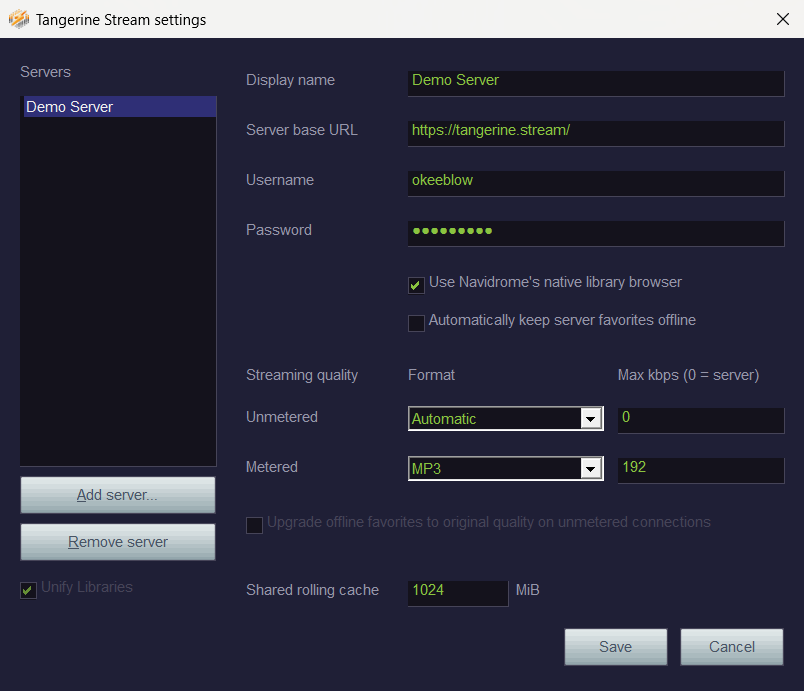 Tangerine Stream settings
Servers
Demo Server
Add server...
Remove server
Unify Libraries
Display name
Demo Server
Server base URL
https://tangerine.stream/
Username
okeeblow
Password
●●●●●●●●●
Use Navidrome's native library browser
Automatically keep server favorites offline
Streaming quality Format Max kbps (0 = server)
Unmetered Automatic 0
Metered MP3 192
Upgrade offline favorites to original quality on unmetered connections
Shared rolling cache 1024 MiB
Save Cancel